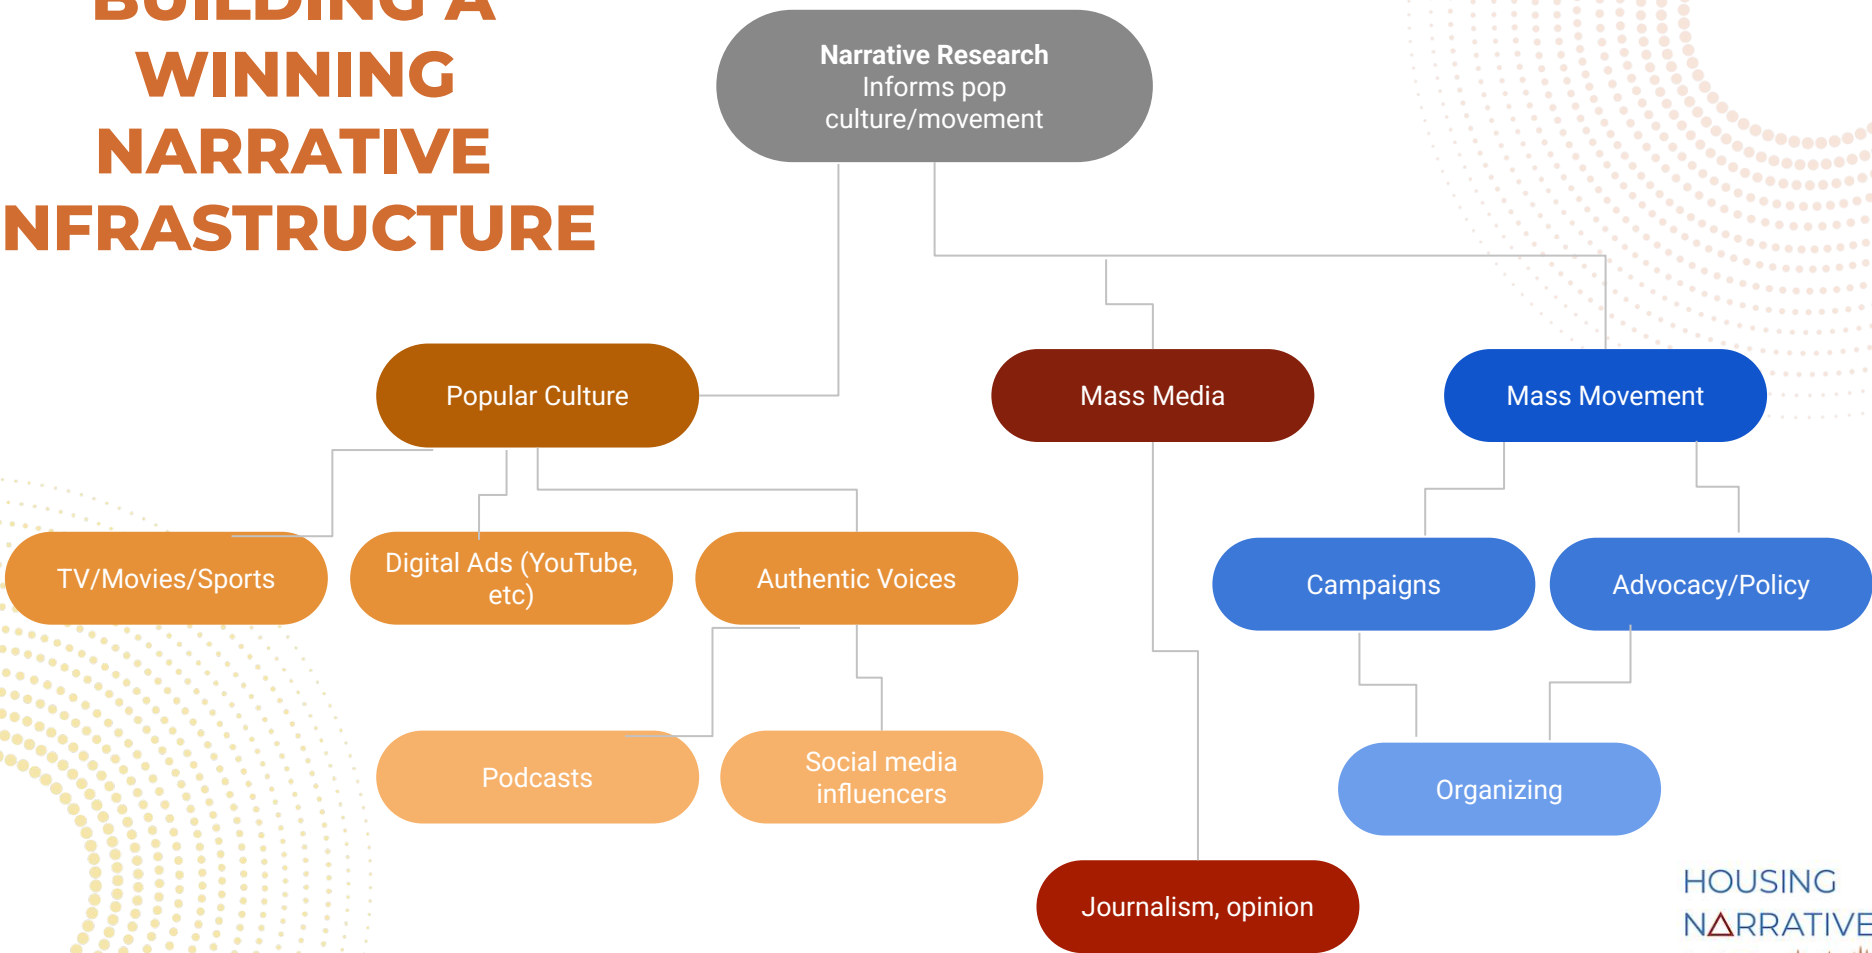 BUILDING A
WINNING
NARRATIVE
NFRASTRUCTURE
Narrative Research
Informs pop
culture/movement
Popular Culture
Mass Media
Mass Movement
TV/Movies/Sports
Digital Ads (YouTube,
etc)
Authentic Voices
Campaigns
Advocacy/Policy
Podcasts
Social media
influencers
Organizing
Journalism, opinion
HOUSING
NARRATIVE